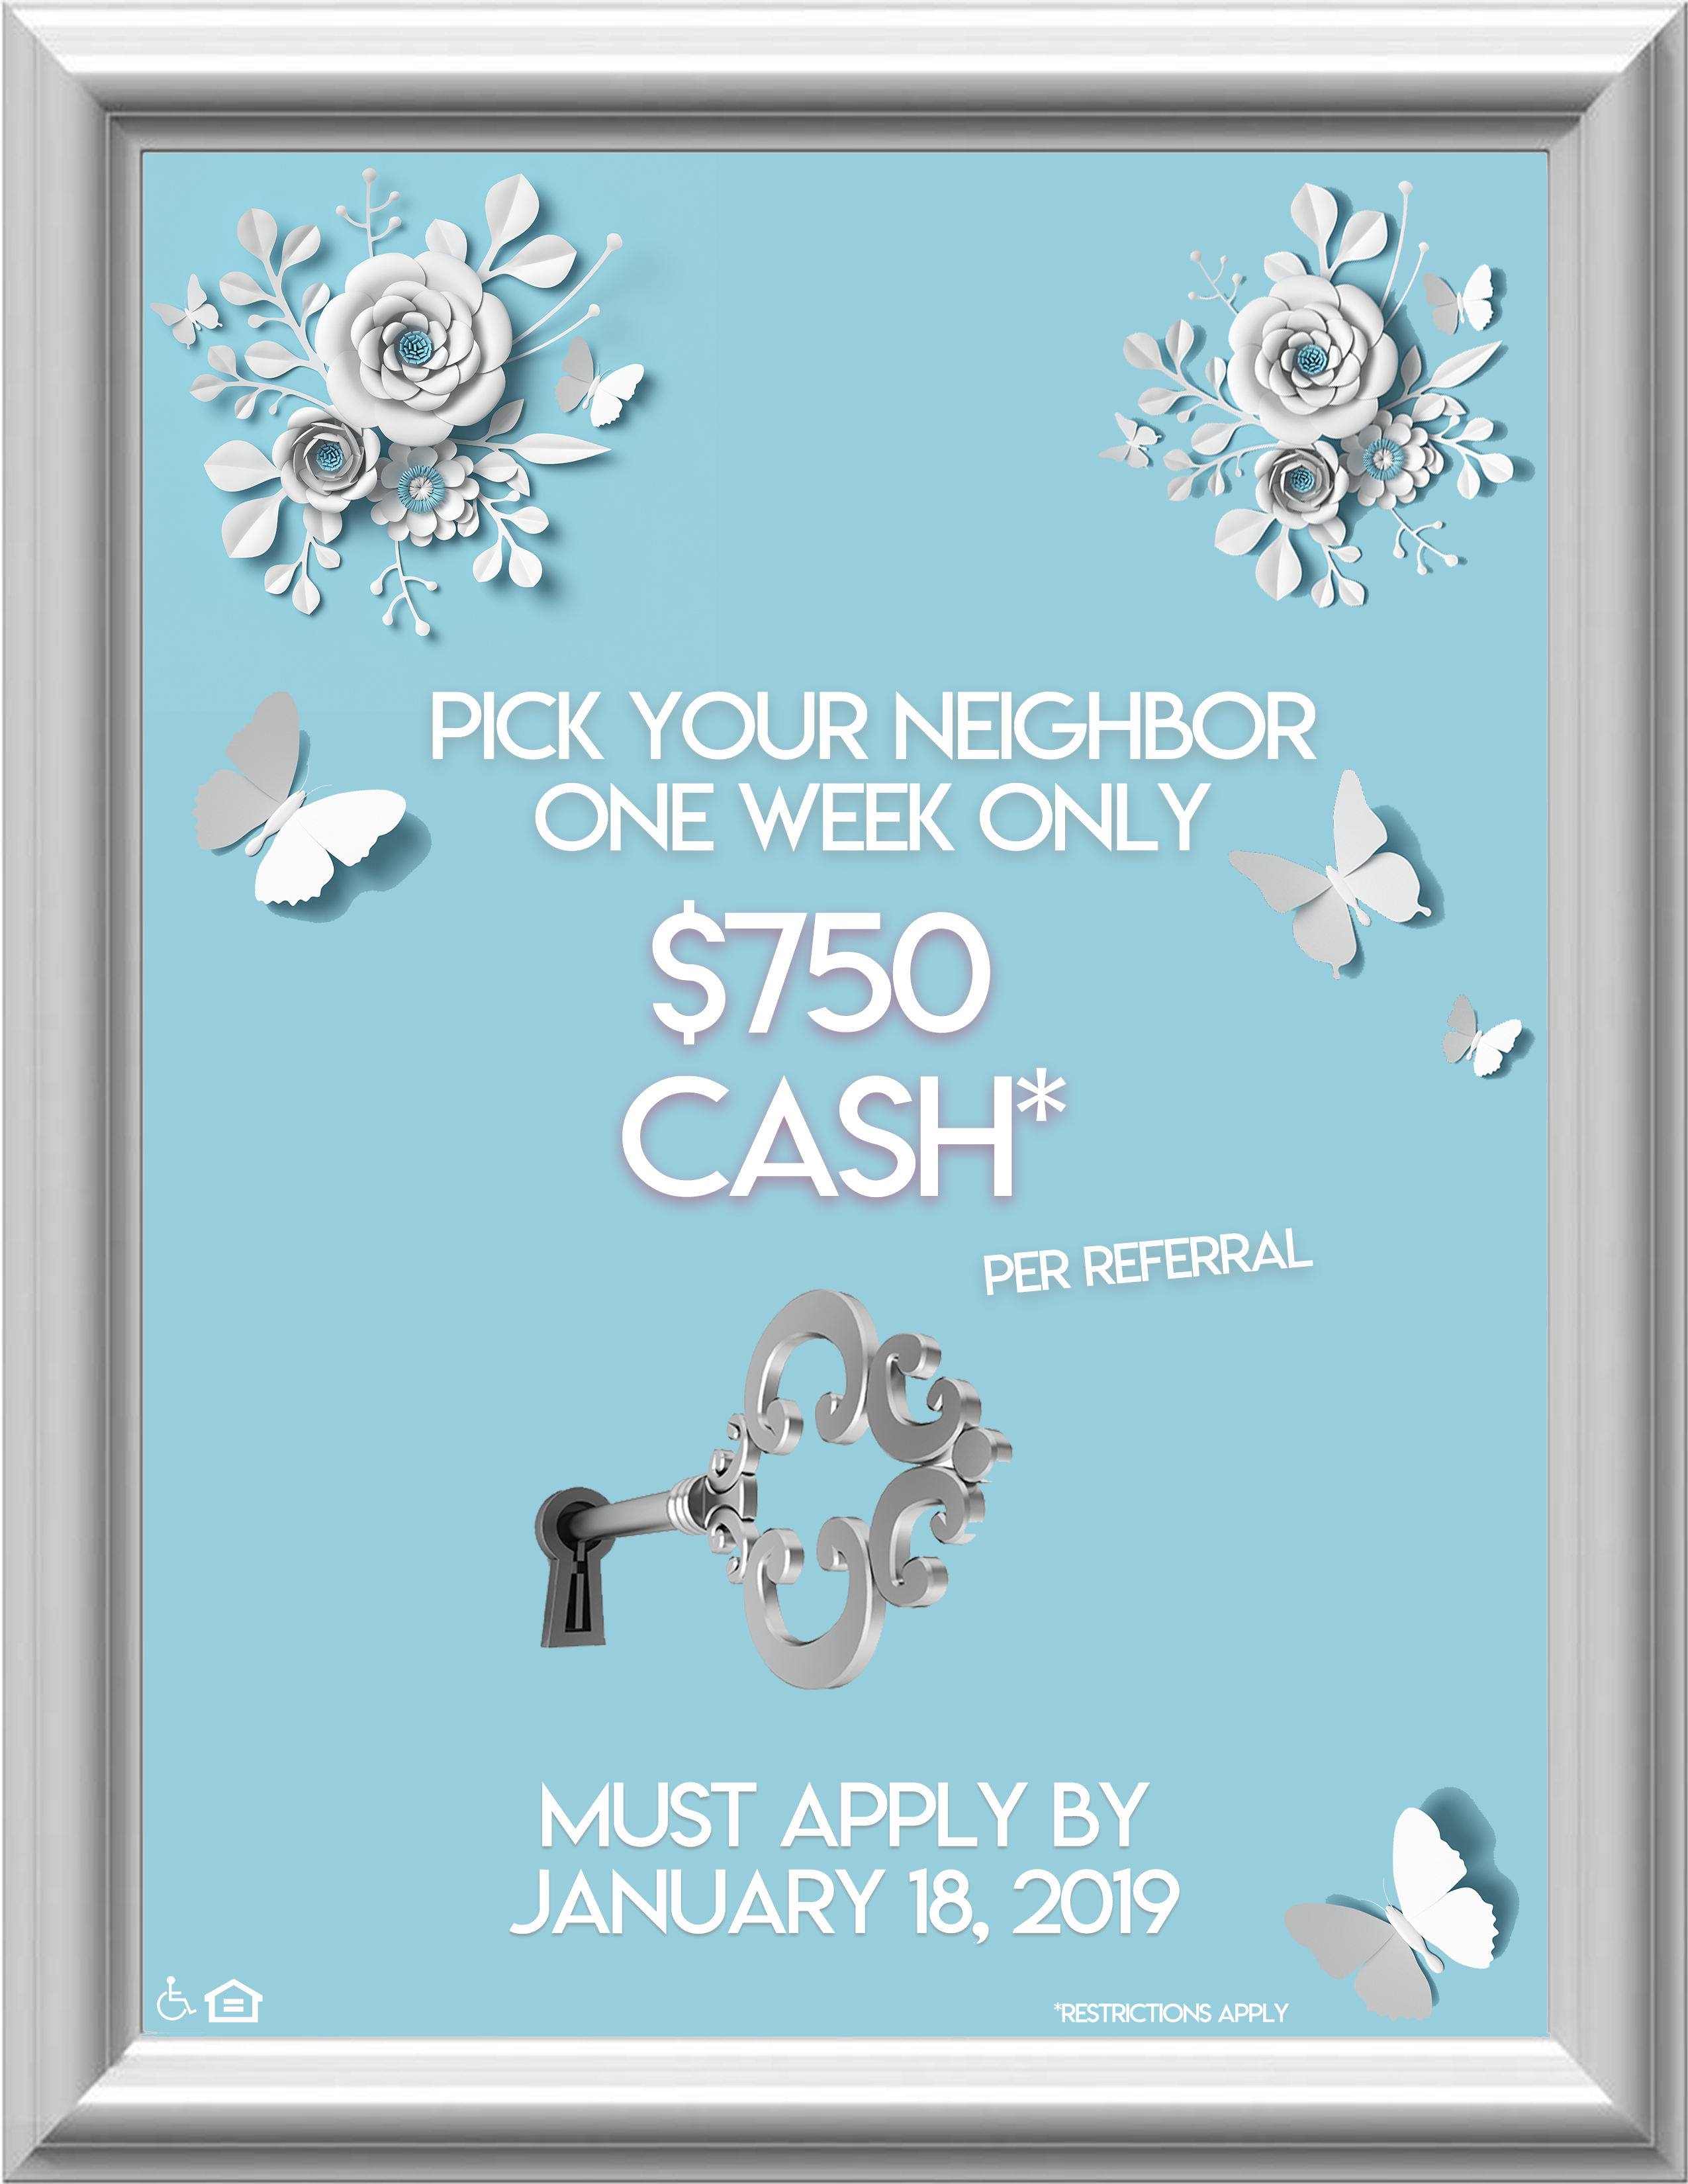 PICK YOUR NEIGHBOR
ONE WEEK ONLY
$750
CASH*
PER REFERRAL
MUST APPLY BY
JANUARY 18, 2019
*RESTRICTIONS APPLY